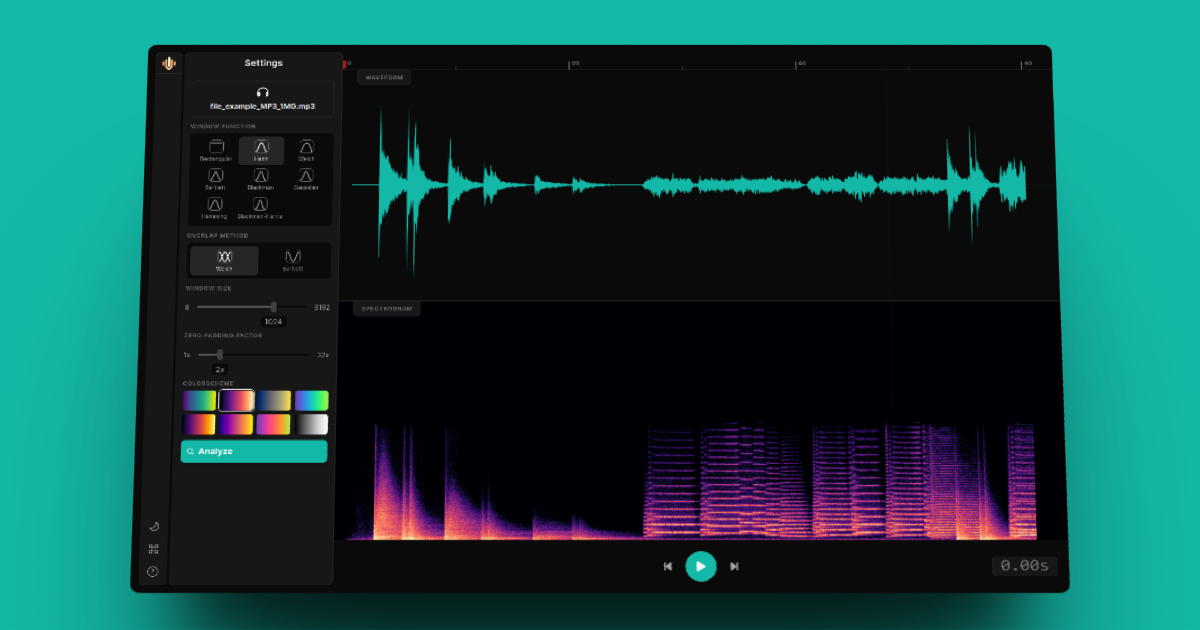 Settings
file_example_MP3_1MG.mp3
WINDOW FUNCTION
Rectangular Hann Welch
Bartlett Blackman Gaussian
Hamming Blackman-Harris
OVERLAP METHOD
Welch Bartlett
WINDOW SIZE
8 8192
1024
ZERO-PADDING-FACTOR
1x 32x
2x
COLORSCHEME
Analyze
0 20 40 60
WAVEFORM
SPECTROGRAM
0.00s